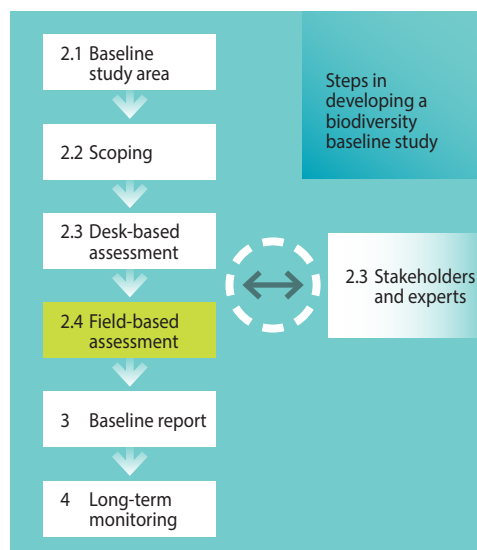 2.1 Baseline
study area
Steps in
developing a
biodiversity
baseline study
2.2 Scoping
2.3 Desk-based
assessment
2.3 Stakeholders
and experts
2.4 Field-based
assessment
3 Baseline report
4 Long-term
monitoring